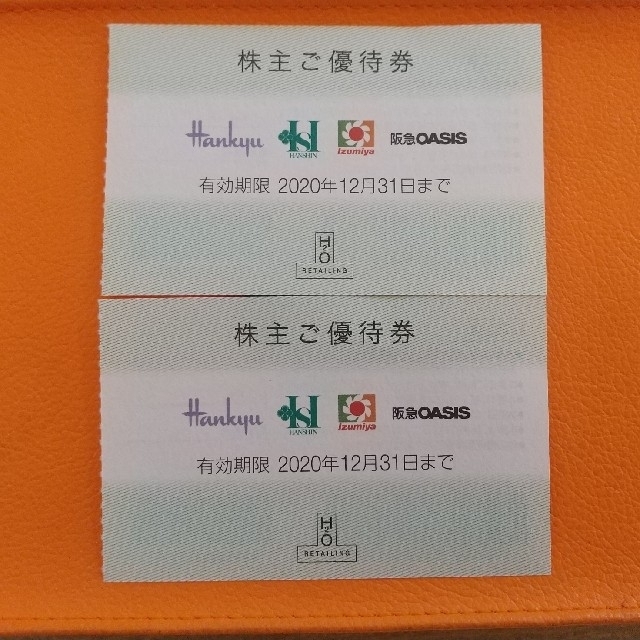 株主ご優待券
Hankyu HANSHIN Izumiya 阪急OASIS
有効期限 2020年12月31日まで
H2O
RETAILING
株主ご優待券
Hankyu HANSHIN Izumiya 阪急OASIS
有効期限 2020年12月31日まで
H2O
RETAILING